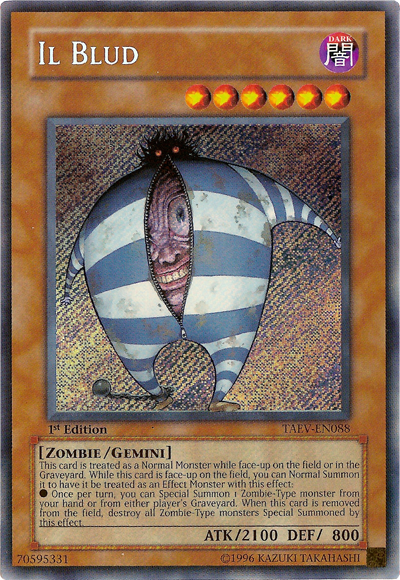 IL BLUD
DARK
闇
1st Edition
TAEV-EN088
[ZOMBIE/GEMINI]
This card is treated as a Normal Monster while face-up on the field or in the
Graveyard. While this card is face-up on the field, you can Normal Summon
it to have it be treated as an Effect Monster with this effect:
● Once per turn, you can Special Summon 1 Zombie-Type monster from
your hand or from either player's Graveyard. When this card is removed
from the field, destroy all Zombie-Type monsters Special Summoned by
this effect.
ATK/2100 DEF/ 800
70595331
©1996 KAZUKI TAKAHASHI